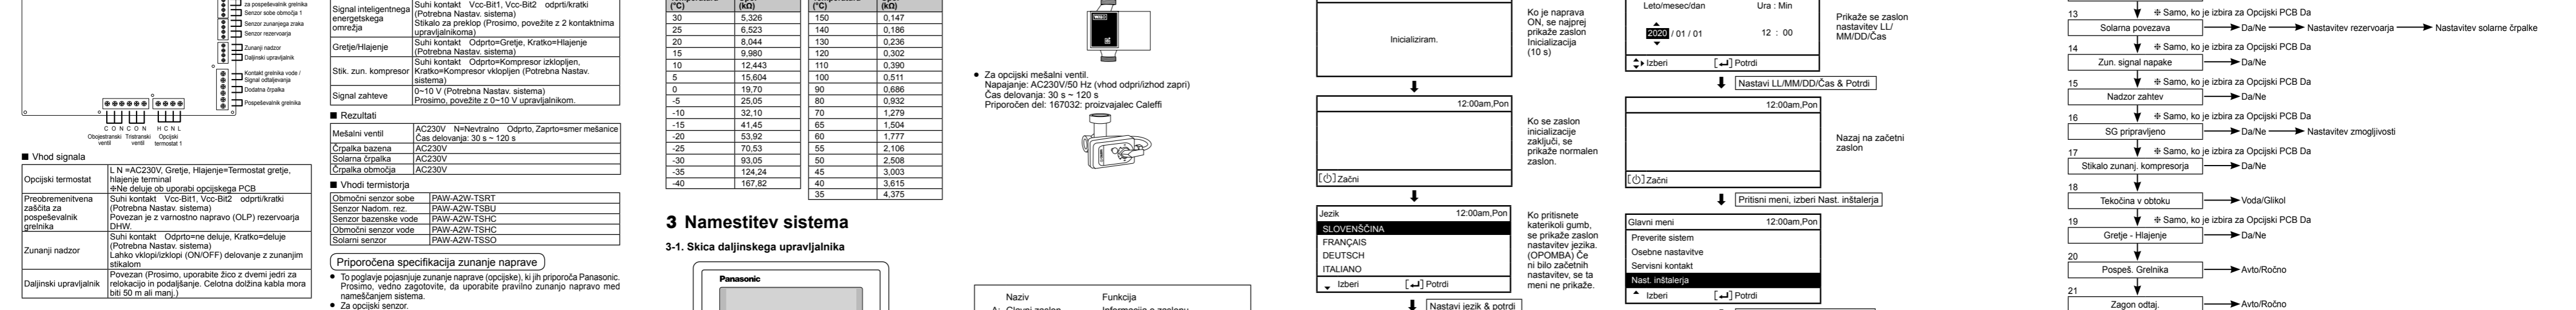 za pospeševalnik grelnika
Senzor sobe območja 1
Senzor zunanjega zraka
Senzor rezervoarja
Zunanji nadzor
Daljinski upravljalnik
Kontakt grelnika vode /
Signal odtaljevanja
Dodatna črpalka
Pospeševalnik grelnika
C O N C O N H C N L
Obojestranski ventil
Tristranski ventil
Opcijski termostat 1
■ Vhod signala
Opcijski termostat
L N =AC230V, Gretje, Hlajenje=Termostat gretje,
hlajenje terminal
❉Ne deluje ob uporabi opcijskega PCB
Preobremenitvena
zaščita za
pospeševalnik
grelnika
Suhi kontakt Vcc-Bit1, Vcc-Bit2 odprti/kratki
(Potrebna Nastav. sistema)
Povezan je z varnostno napravo (OLP) rezervoarja
DHW.
Zunanji nadzor
Suhi kontakt Odprto=ne deluje, Kratko=deluje
(Potrebna Nastav. sistema)
Lahko vklopi/izklopi (ON/OFF) delovanje z zunanjim
stikalom
Daljinski upravljalnik
Povezan (Prosimo, uporabite žico z dvemi jedri za
relokacijo in podaljšanje. Celotna dolžina kabla mora
biti 50 m ali manj.)
Signal inteligentnega
energetskega
omrežja
Suhi kontakt Vcc-Bit1, Vcc-Bit2 odprti/kratki
(Potrebna Nastav. sistema)
Stikalo za preklop (Prosimo, povežite z 2 kontaktnima
upravljalnikoma)
Gretje/Hlajenje
Suhi kontakt Odprto=Gretje, Kratko=Hlajenje
(Potrebna Nastav. sistema)
Stik. zun. kompresor
Suhi kontakt Odprto=Kompresor izklopljen,
Kratko=Kompresor vklopljen (Potrebna Nastav.
sistema)
Signal zahteve
0~10 V (Potrebna Nastav. sistema)
Prosimo, povežite z 0~10 V upravljalnikom.
■ Rezultati
Mešalni ventil
AC230V N=Nevtralno Odprto, Zaprto=smer mešanice
Čas delovanja: 30 s ~ 120 s
Črpalka bazena AC230V
Solarna črpalka AC230V
Črpalka območja AC230V
■ Vhodi termistorja
Območni senzor sobe PAW-A2W-TSRT
Senzor Nadom. rez. PAW-A2W-TSBU
Senzor bazenske vode PAW-A2W-TSHC
Območni senzor vode PAW-A2W-TSHC
Solarni senzor PAW-A2W-TSSO
Priporočena specifikacija zunanje naprave
● To poglavje pojasnjuje zunanje naprave (opcijske), ki jih priporoča Panasonic.
Prosimo, vedno zagotovite, da uporabite pravilno zunanjo napravo med
nameščanjem sistema.
● Za opcijski senzor.
(°C) (kΩ)
30 5,326
25 6,523
20 8,044
15 9,980
10 12,443
5 15,604
0 19,70
-5 25,05
-10 32,10
-15 41,45
-20 53,92
-25 70,53
-30 93,05
-35 124,24
-40 167,82
(°C) (kΩ)
150 0,147
140 0,186
130 0,236
120 0,302
110 0,390
100 0,511
90 0,686
80 0,932
70 1,279
65 1,504
60 1,777
55 2,106
50 2,508
45 3,003
40 3,615
35 4,375
3 Namestitev sistema
3-1. Skica daljinskega upravljalnika
Panasonic
● Za opcijski mešalni ventil.
Napajanje: AC230V/50 Hz (vhod odpri/izhod zapri)
Čas delovanja: 30 s ~ 120 s
Priporočen del: 167032: proizvajalec Caleffi
Naziv Funkcija
A: Glavni zaslon Informacije o zaslonu
Inicializiram.
Ko je naprava
ON, se najprej
prikaže zaslon
Inicializacija
(10 s)
12:00am,Pon
[⏻] Začni
Ko se zaslon
inicializacije
zaključi, se
prikaže normalen
zaslon.
Jezik 12:00am,Pon
SLOVENŠČINA
FRANÇAIS
DEUTSCH
ITALIANO
Izberi [↵] Potrdi
Ko pritisnete
katerikoli gumb,
se prikaže zaslon
nastavitev jezika.
(OPOMBA) Če
ni bilo začetnih
nastavitev, se ta
meni ne prikaže.
Nastavi jezik & potrdi
Leto/mesec/dan Ura : Min
2020 / 01 / 01 12 : 00
Izberi [↵] Potrdi
Prikaže se zaslon
nastavitev LL/
MM/DD/Čas
Nastavi LL/MM/DD/Čas & Potrdi
12:00am,Pon
[⏻] Začni
Nazaj na začetni
zaslon
Pritisni meni, izberi Nast. inštalerja
Glavni meni 12:00am,Pon
Preverite sistem
Osebne nastavitve
Servisni kontakt
Nast. inštalerja
Izberi [↵] Potrdi
13 ❉ Samo, ko je izbira za Opcijski PCB Da
Solarna povezava Da/Ne Nastavitev rezervoarja Nastavitev solarne črpalke
14 ❉ Samo, ko je izbira za Opcijski PCB Da
Zun. signal napake Da/Ne
15 ❉ Samo, ko je izbira za Opcijski PCB Da
Nadzor zahtev Da/Ne
16 ❉ Samo, ko je izbira za Opcijski PCB Da
SG pripravljeno Da/Ne Nastavitev zmogljivosti
17 ❉ Samo, ko je izbira za Opcijski PCB Da
Stikalo zunanj. kompresorja Da/Ne
18
Tekočina v obtoku Voda/Glikol
19 ❉ Samo, ko je izbira za Opcijski PCB Da
Gretje - Hlajenje Da/Ne
20
Pospeš. Grelnika Avto/Ročno
21
Zagon odtaj. Avto/Ročno